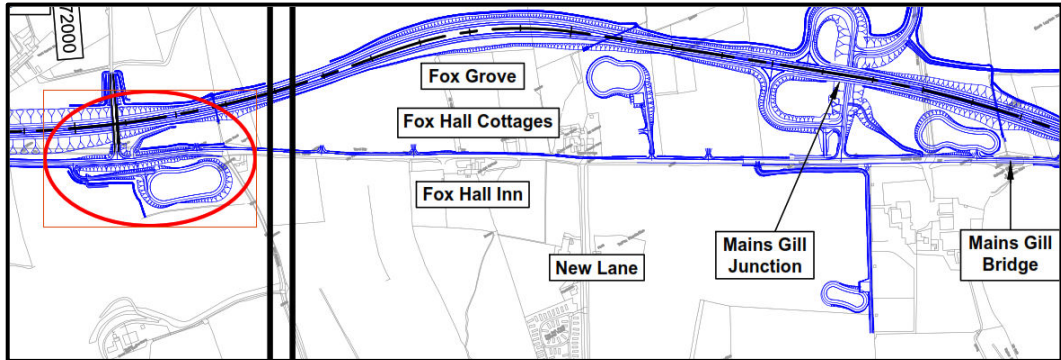 72000
Fox Grove
Fox Hall Cottages
Fox Hall Inn
New Lane
Mains Gill
Junction
Mains Gill
Bridge